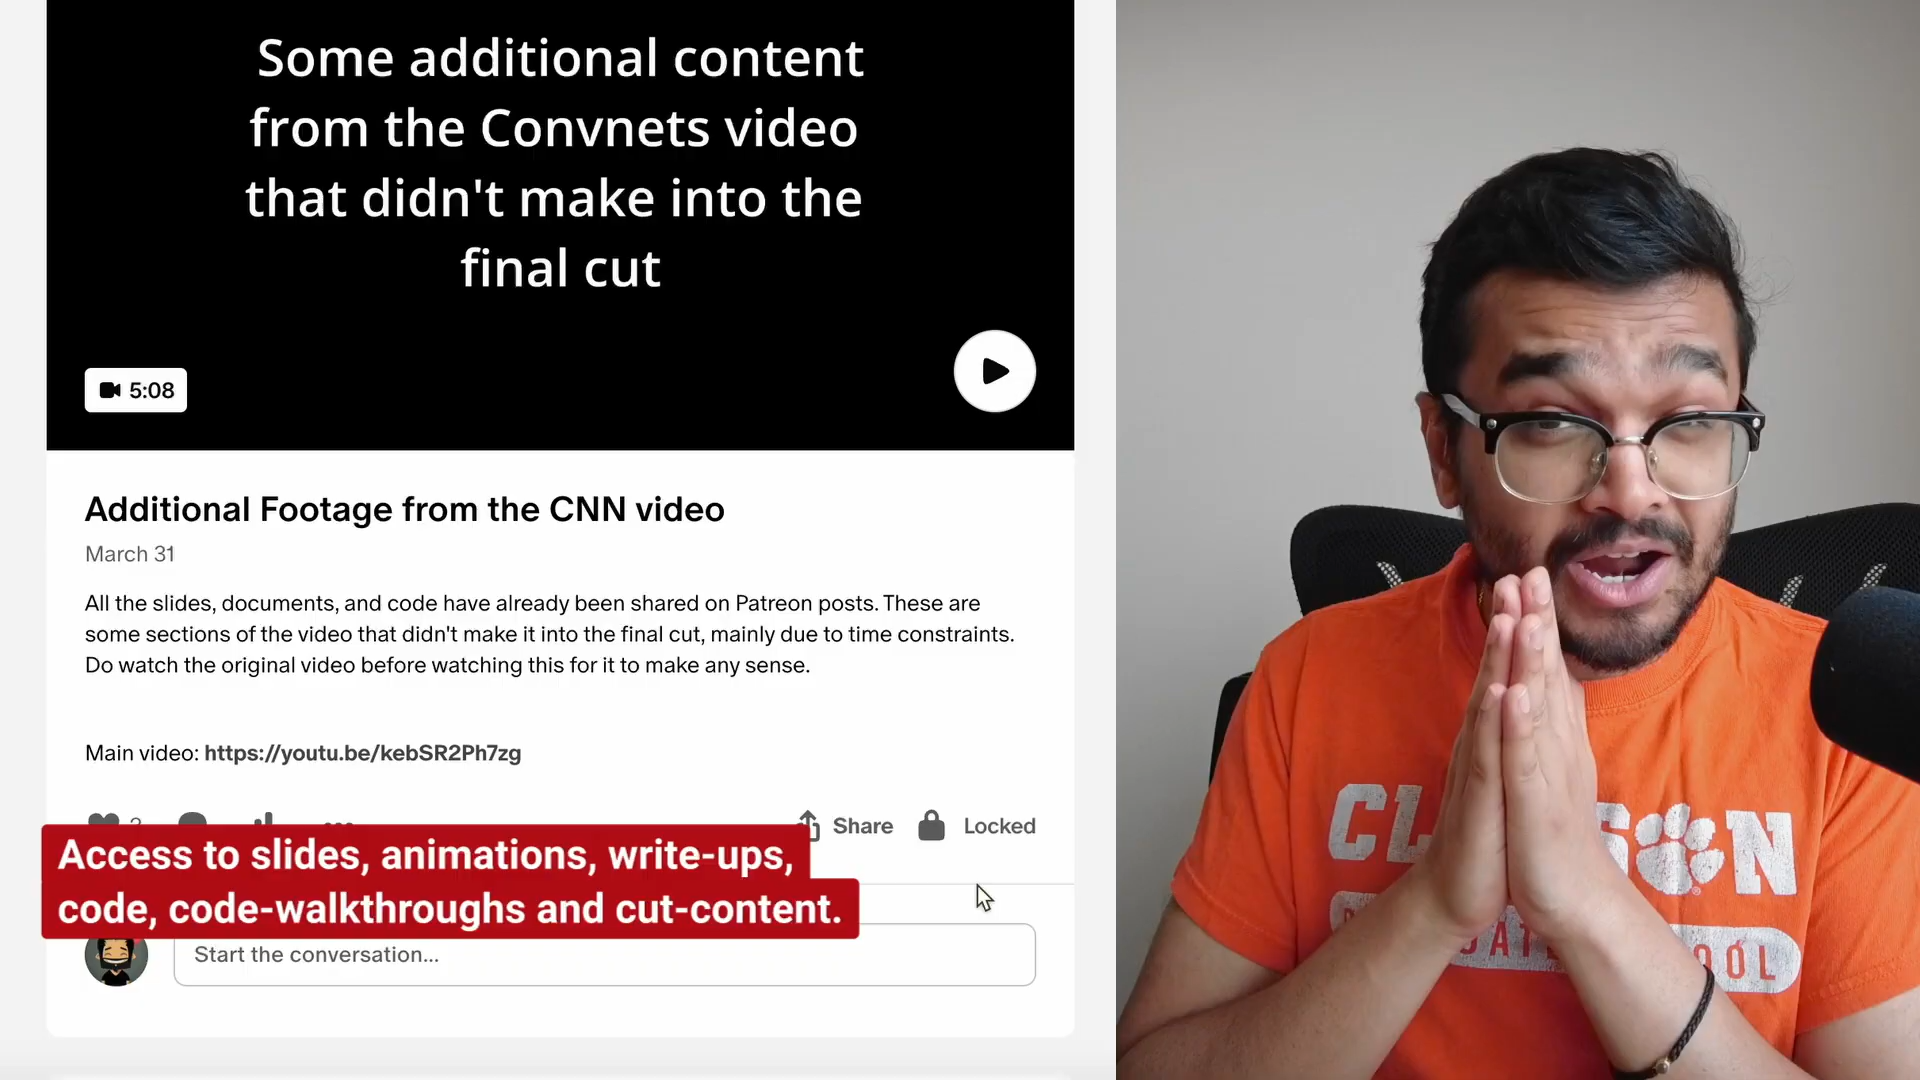 Some additional content
from the Convnets video
that didn't make into the
final cut
5:08
Additional Footage from the CNN video
March 31
All the slides, documents, and code have already been shared on Patreon posts. These are
some sections of the video that didn't make it into the final cut, mainly due to time constraints.
Do watch the original video before watching this for it to make any sense.
Main video: https://youtu.be/kebSR2Ph7zg
Share Locked
Access to slides, animations, write-ups,
code, code-walkthroughs and cut-content.
Start the conversation...